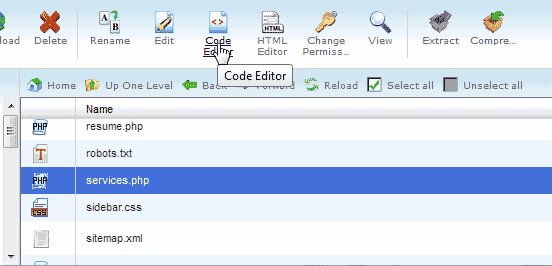 load Delete Rename Edit Code Editor HTML Editor Change Permiss... View Extract Compre...
Code Editor
Home Up One Level Back Forward Reload Select all Unselect all
Name
PHP resume.php
T robots.txt
PHP services.php
CSS sidebar.css
sitemap.xml